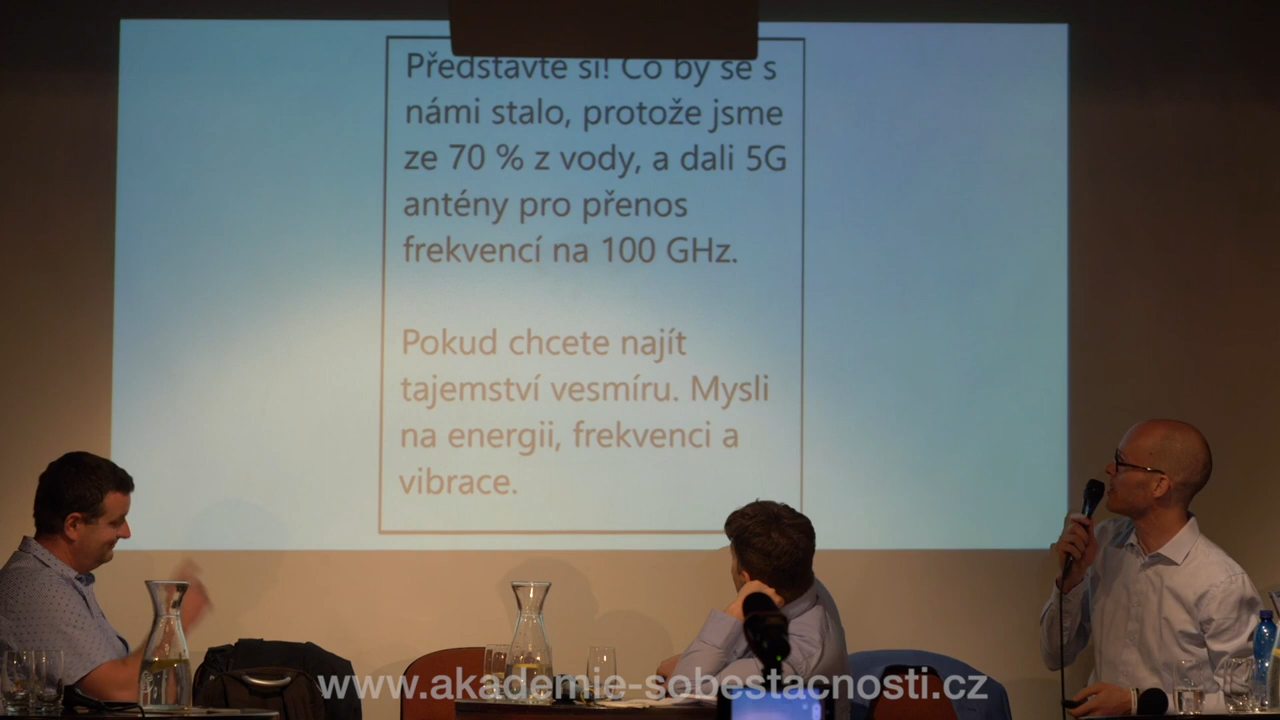 Představte si! Co by se s
námi stalo, protože jsme
ze 70 % z vody, a dali 5G
antény pro přenos
frekvencí na 100 GHz.
Pokud chcete najít
tajemství vesmíru. Mysli
na energii, frekvenci a
vibrace.
www.akademie-sobestacnosti.cz